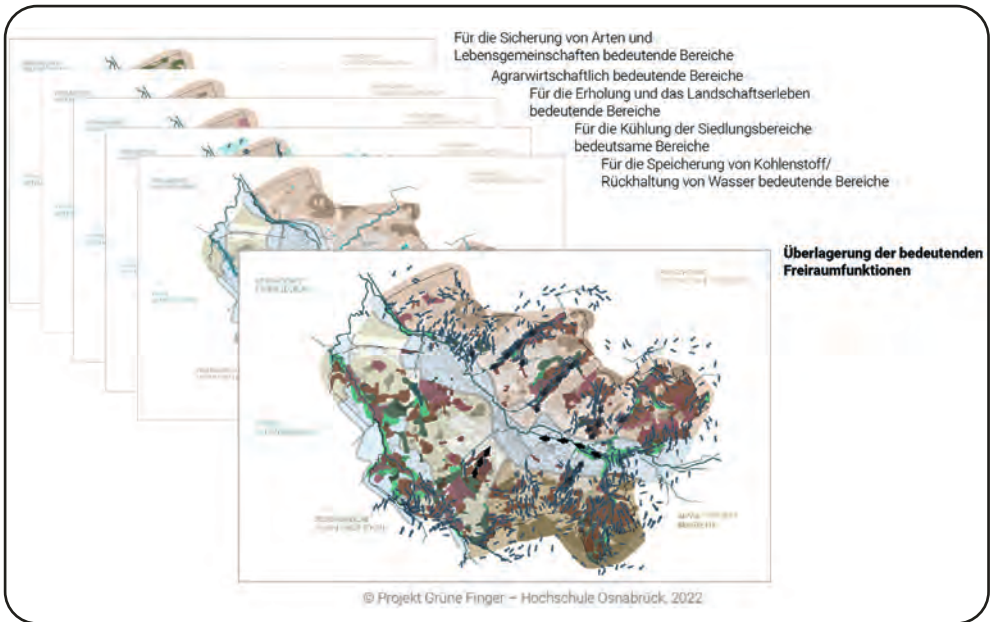 Für die Sicherung von Arten und
Lebensgemeinschaften bedeutende Bereiche
Agrarwirtschaftlich bedeutende Bereiche
Für die Erholung und das Landschaftserleben
bedeutende Bereiche
Für die Kühlung der Siedlungsbereiche
bedeutsame Bereiche
Für die Speicherung von Kohlenstoff/
Rückhaltung von Wasser bedeutende Bereiche
Überlagerung der bedeutenden
Freiraumfunktionen
© Projekt Grüne Finger – Hochschule Osnabrück, 2022